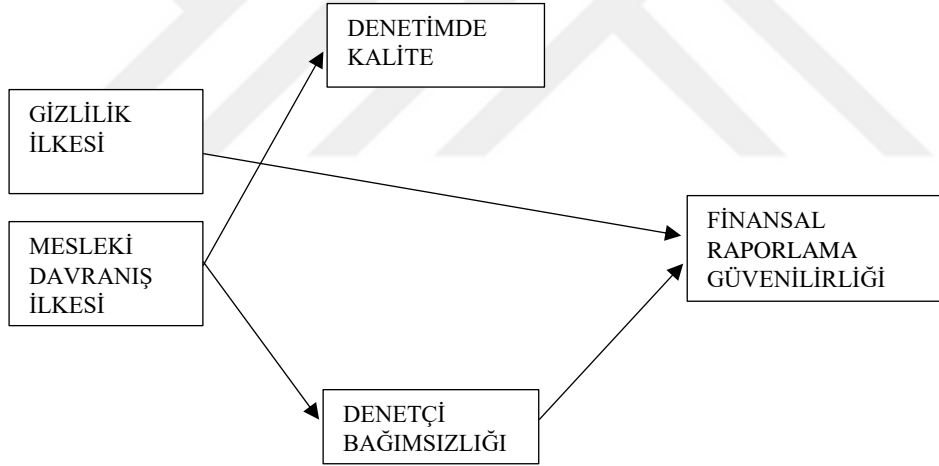 DENETİMDE
KALİTE
GİZLİLİK
İLKESİ
MESLEKİ
DAVRANIŞ
İLKESİ
FİNANSAL
RAPORLAMA
GÜVENİLİRLİĞİ
DENETÇİ
BAĞIMSIZLIĞI